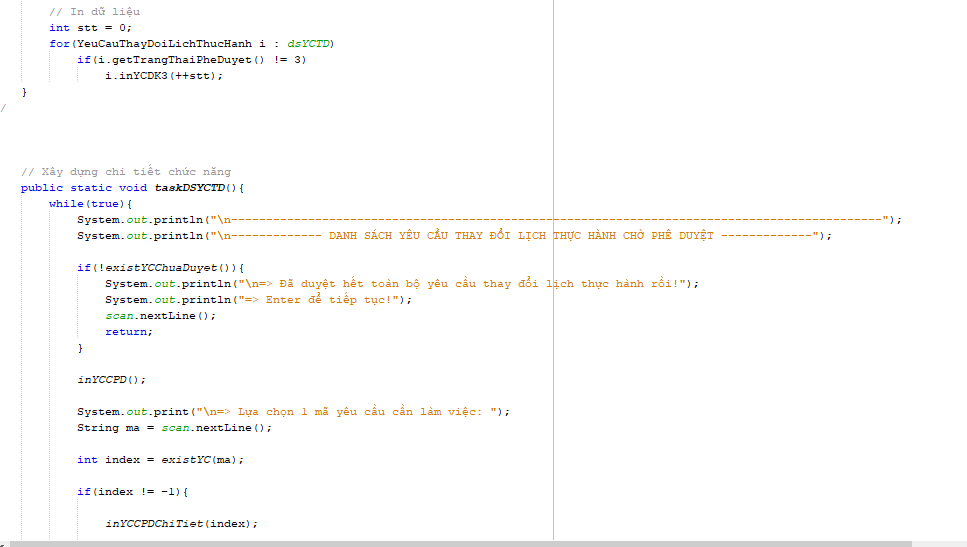 // In dữ liệu
int stt = 0;
for(YeuCauThayDoiLichThucHanh i : dsYCTD)
if(i.getTrangThaiPheDuyet() != 3)
i.inYCDK3(++stt);
}
/
// Xây dựng chi tiết chức năng
public static void taskDSYCTD(){
while(true){
System.out.println("\n---------------------------------------------------------------------------------------------");
System.out.println("\n------------- DANH SÁCH YÊU CẦU THAY ĐỔI LỊCH THỰC HÀNH CHỜ PHÊ DUYỆT -------------");
if(!existYCChuaDuyet()){
System.out.println("\n=> Đã duyệt hết toàn bộ yêu cầu thay đổi lịch thực hành rồi!");
System.out.println("=> Enter để tiếp tục!");
scan.nextLine();
return;
}
inYCCPD();
System.out.print("\n=> Lựa chọn 1 mã yêu cầu cần làm việc: ");
String ma = scan.nextLine();
int index = existYC(ma);
if(index != -1){
inYCCPDChiTiet(index);